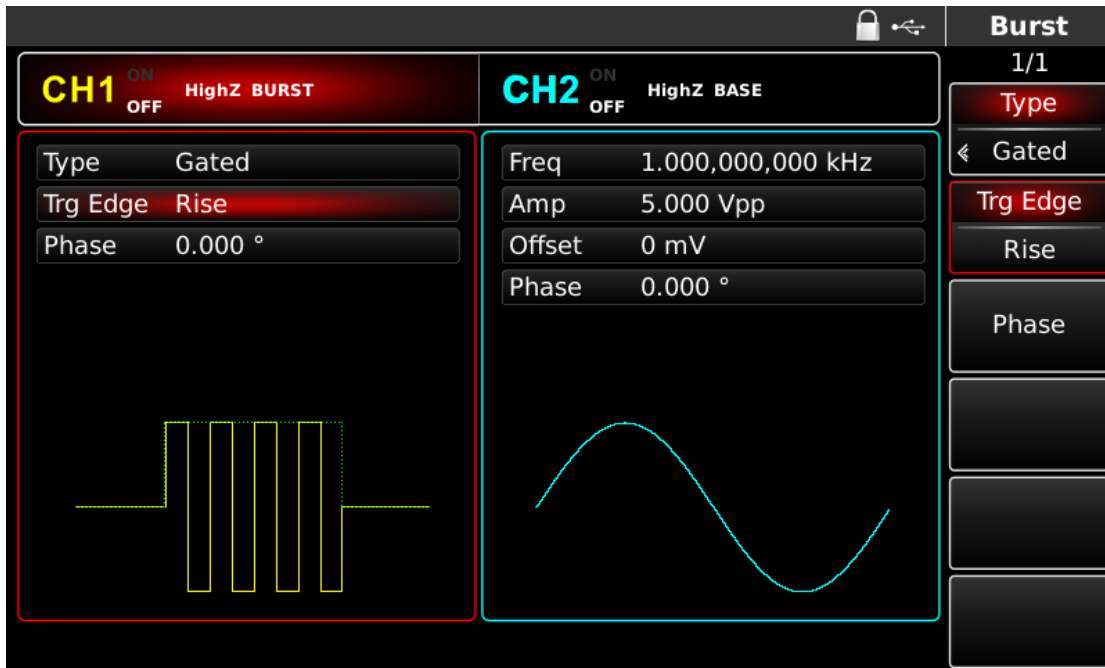 Burst
1/1
CH1 ON OFF HighZ BURST
CH2 ON OFF HighZ BASE
Type Gated
Trg Edge Rise
Phase 0.000 °
Freq 1.000,000,000 kHz
Amp 5.000 Vpp
Offset 0 mV
Phase 0.000 °
Type
Gated
Trg Edge
Rise
Phase